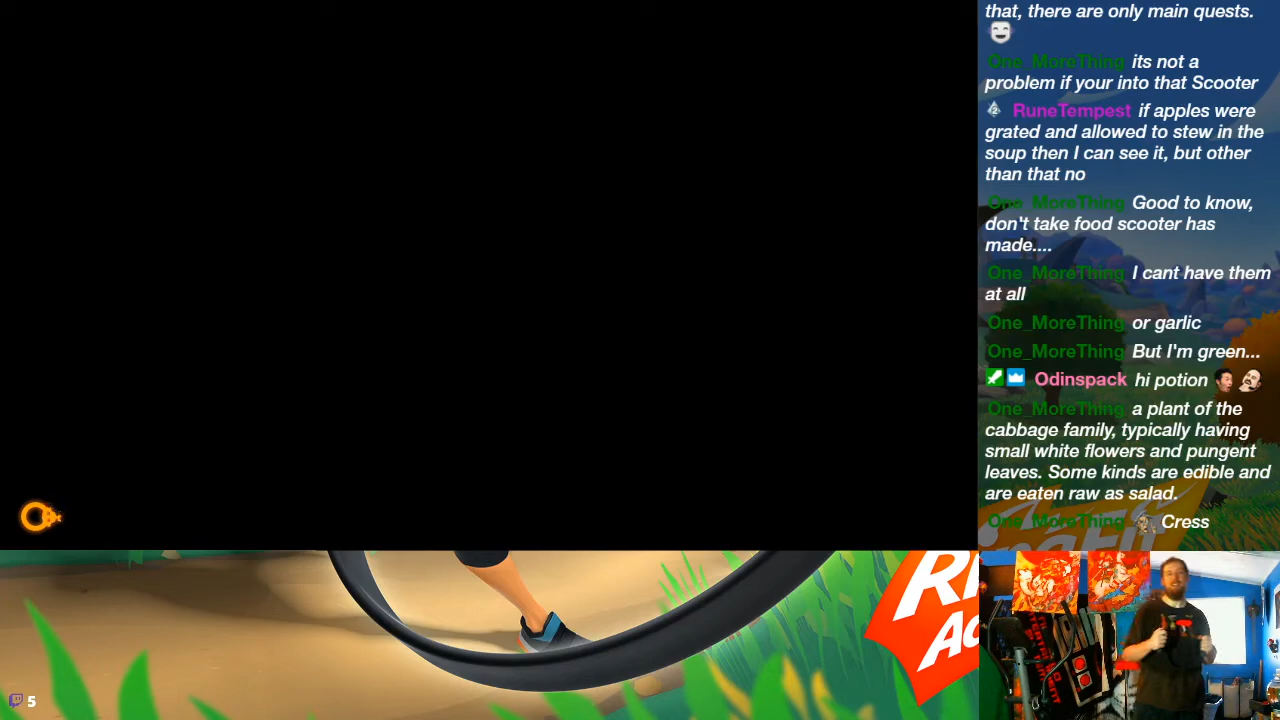 that, there are only main quests.
One_MoreThing its not a
problem if your into that Scooter
RuneTempest if apples were
grated and allowed to stew in the
soup then I can see it, but other
than that no
One_MoreThing Good to know,
don't take food scooter has
made....
One_MoreThing I cant have them
at all
One_MoreThing or garlic
One_MoreThing But I'm green...
Odinspack hi potion
One_MoreThing a plant of the
cabbage family, typically having
small white flowers and pungent
leaves. Some kinds are edible and
are eaten raw as salad.
One_MoreThing Cress
5